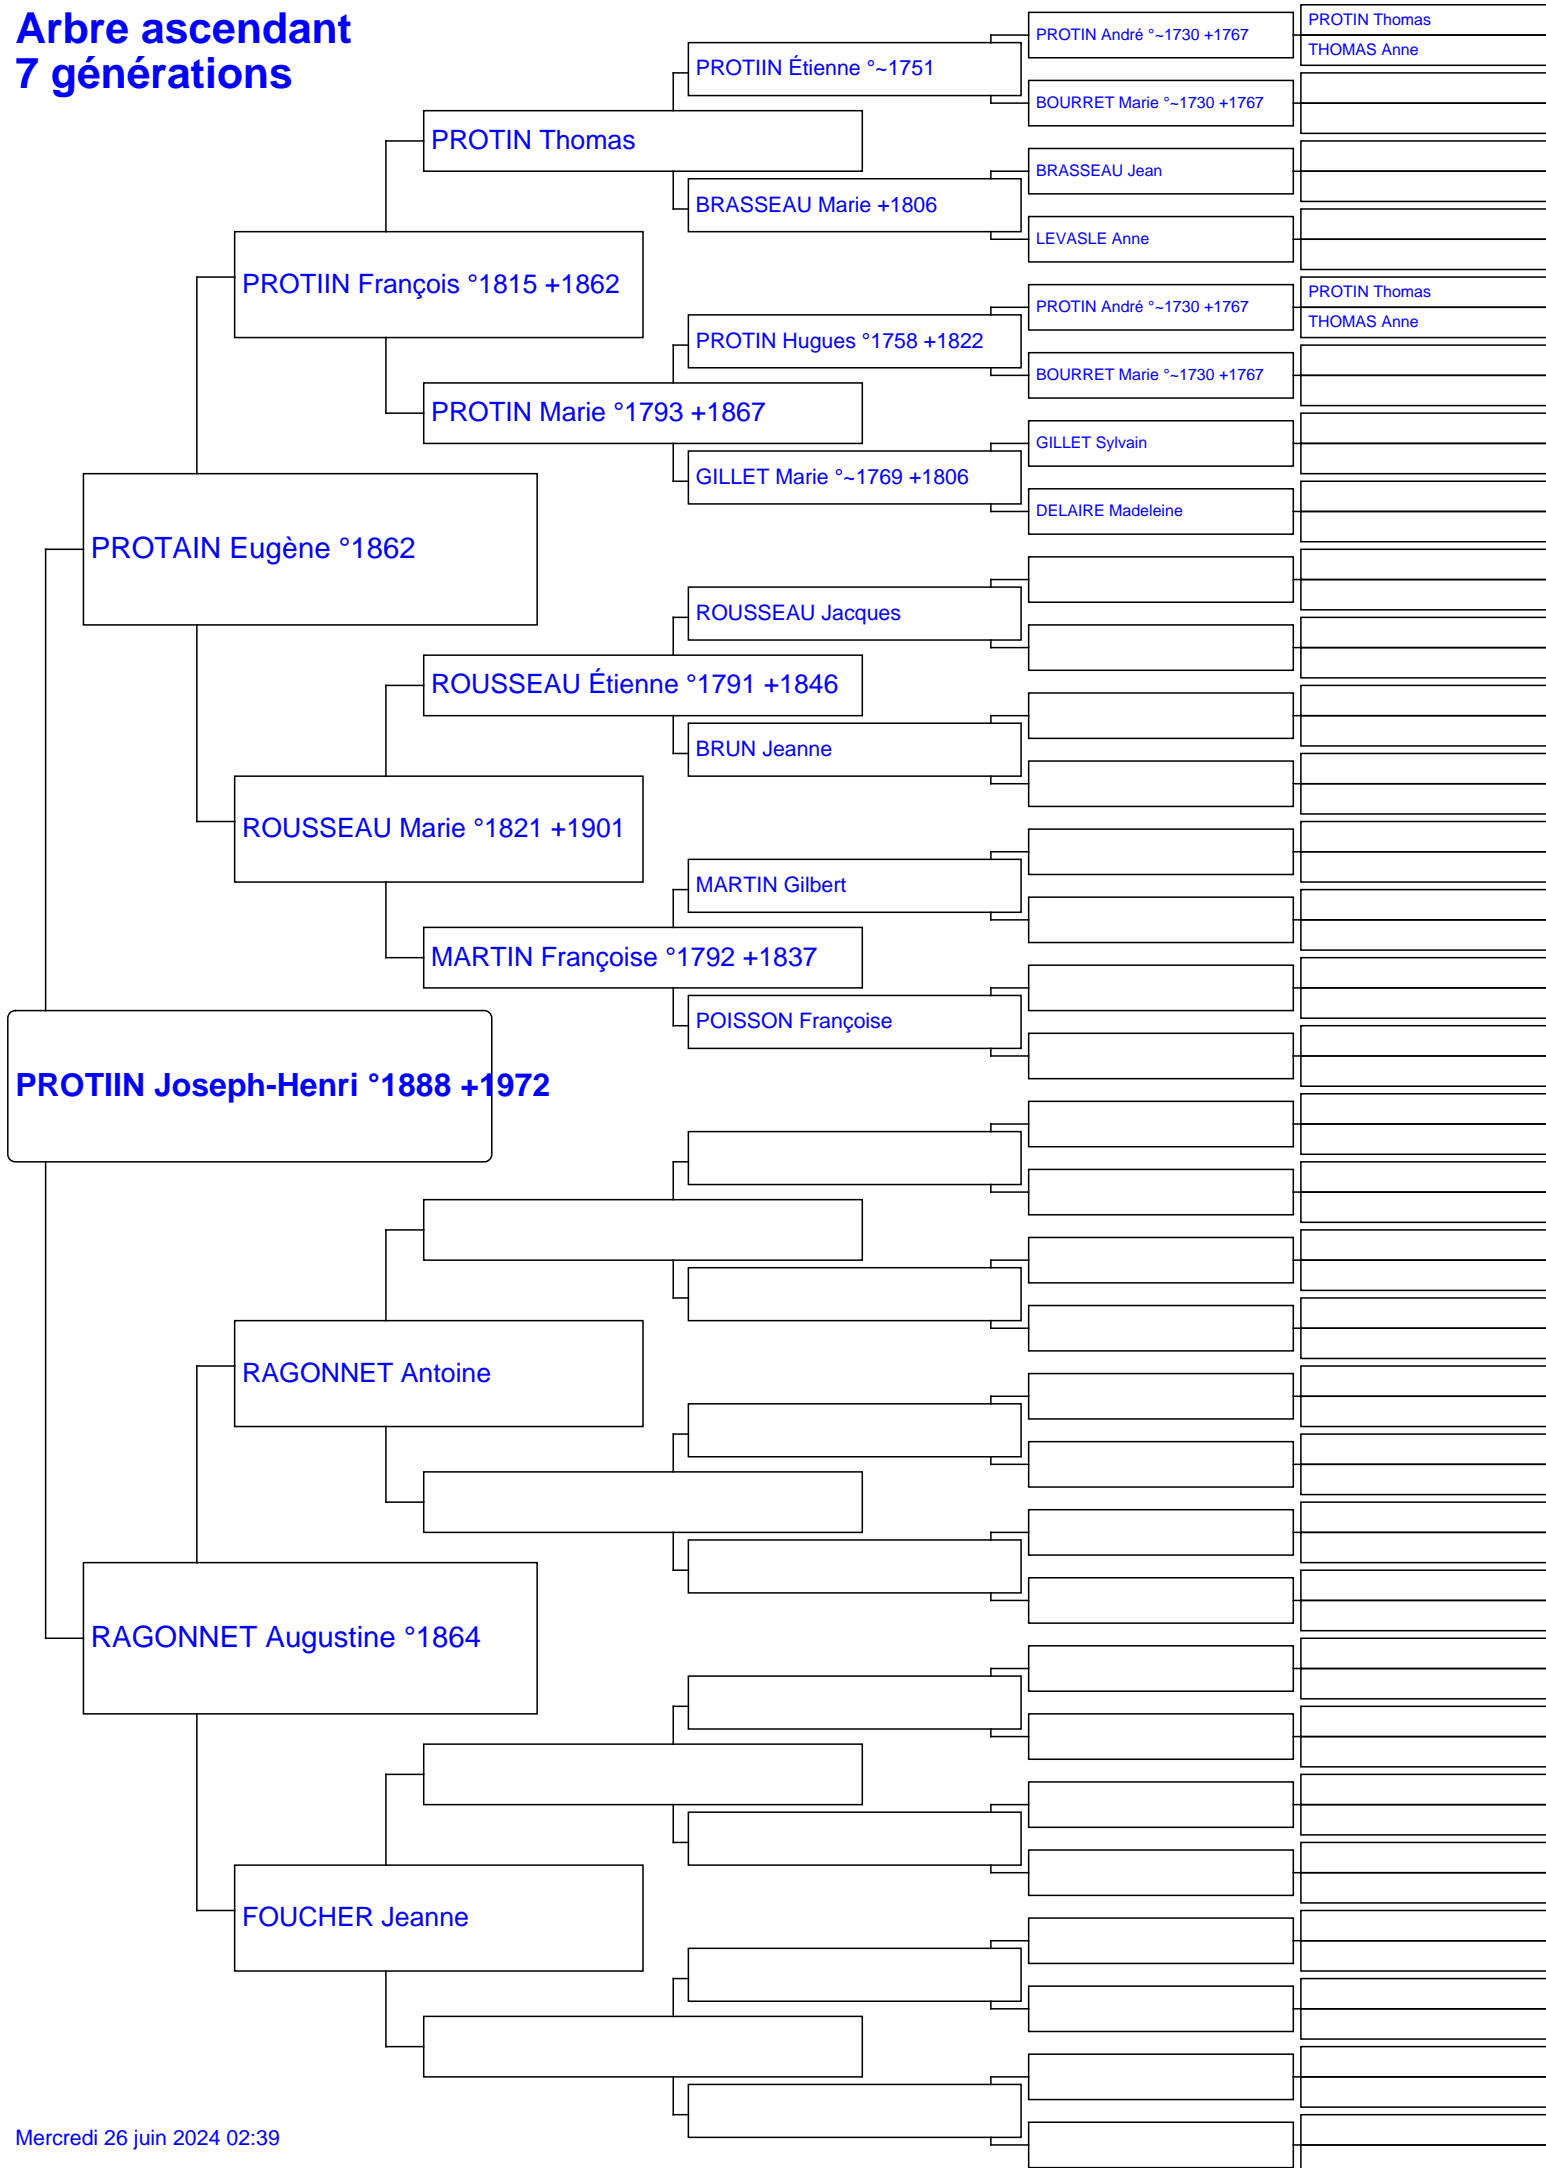 Arbre ascendant
7 générations
PROTIN André °~1730 +1767
PROTIN Thomas
THOMAS Anne
PROTIIN Étienne °~1751
BOURRET Marie °~1730 +1767
PROTIN Thomas
BRASSEAU Jean
BRASSEAU Marie +1806
LEVASLE Anne
PROTIIN François °1815 +1862
PROTIN André °~1730 +1767
PROTIN Thomas
THOMAS Anne
PROTIN Hugues °1758 +1822
BOURRET Marie °~1730 +1767
PROTIN Marie °1793 +1867
GILLET Sylvain
GILLET Marie °~1769 +1806
DELAIRE Madeleine
PROTAIN Eugène °1862
ROUSSEAU Jacques
ROUSSEAU Étienne °1791 +1846
BRUN Jeanne
ROUSSEAU Marie °1821 +1901
MARTIN Gilbert
MARTIN Françoise °1792 +1837
POISSON Françoise
PROTIIN Joseph-Henri °1888 +1972
RAGONNET Antoine
RAGONNET Augustine °1864
FOUCHER Jeanne
Mercredi 26 juin 2024 02:39